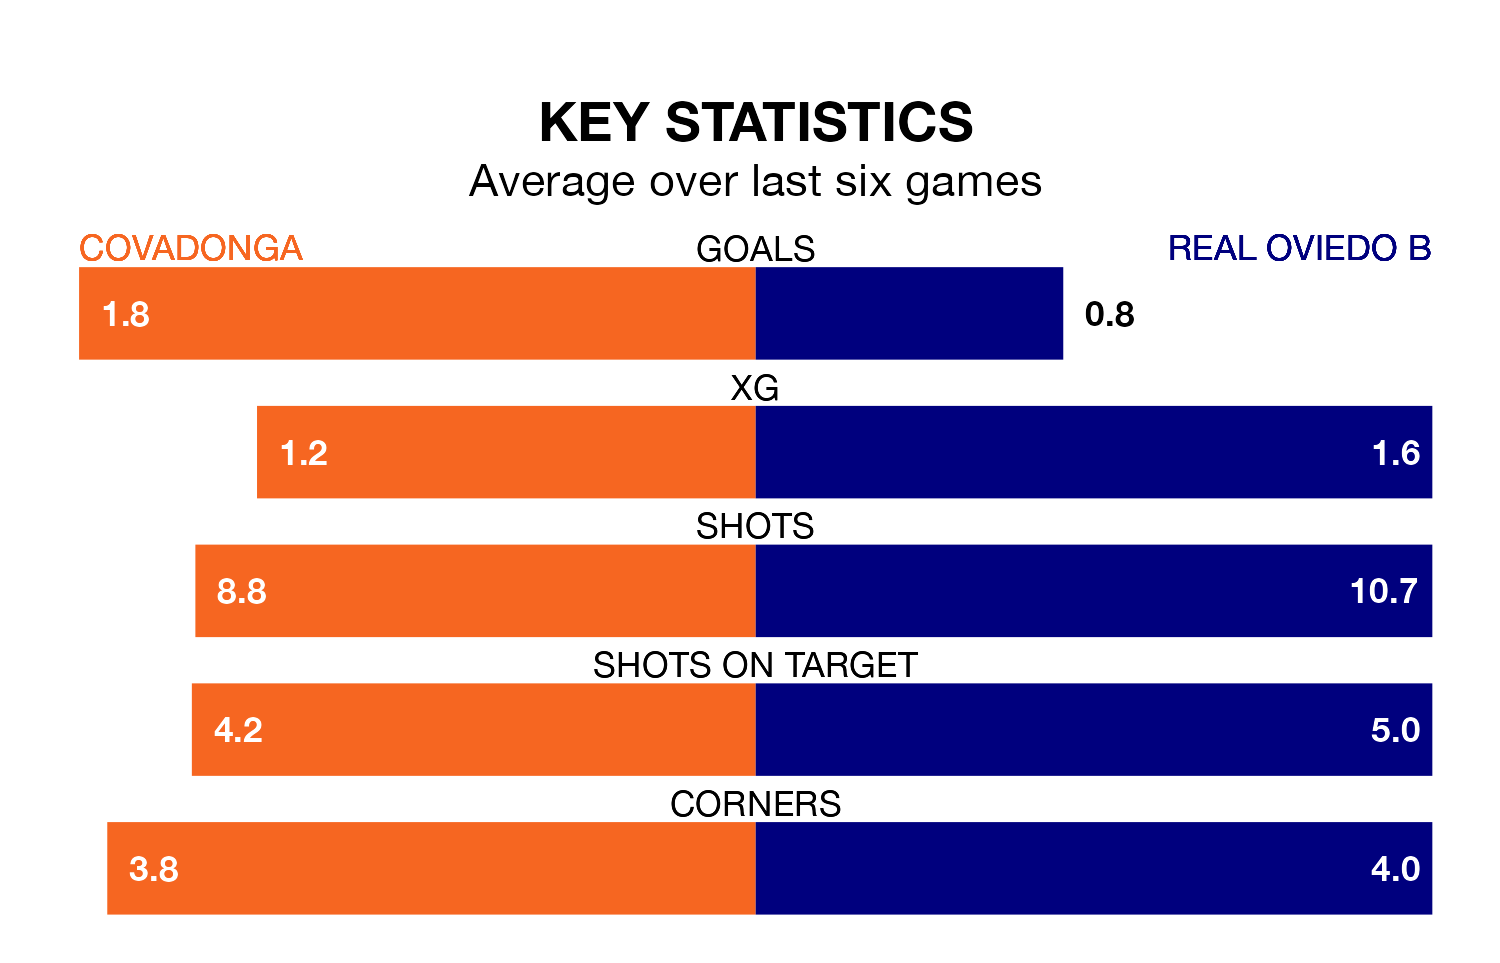 KEY STATISTICS
Average over last six games
COVADONGA GOALS REAL OVIEDO B
1.8 0.8
XG
1.2 1.6
SHOTS
8.8 10.7
SHOTS ON TARGET
4.2 5.0
CORNERS
3.8 4.0